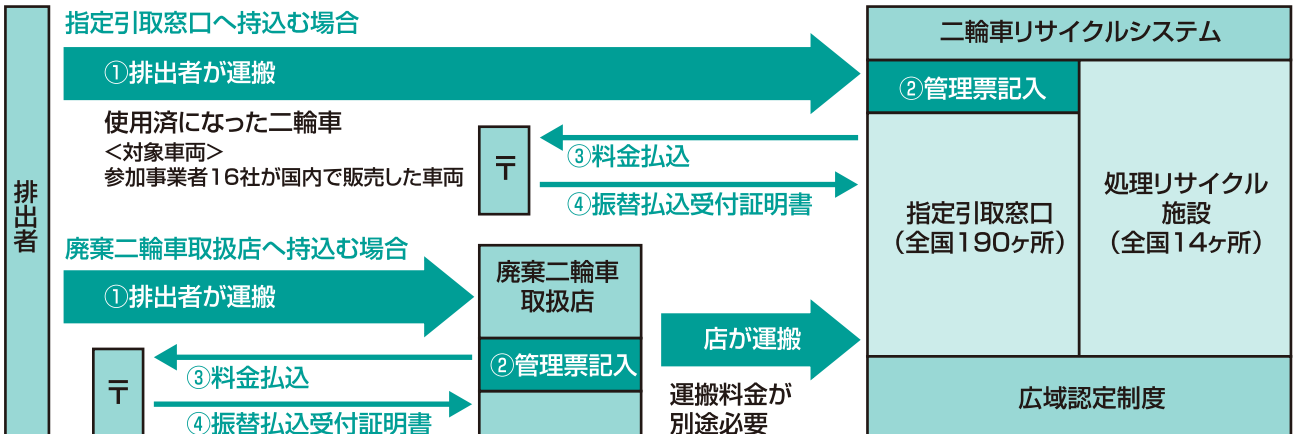 排出者
指定引取窓口へ持込む場合
①排出者が運搬
使用済になった二輪車
＜対象車両＞
参加事業者16社が国内で販売した車両
〒
③料金払込
④振替払込受付証明書
二輪車リサイクルシステム
②管理票記入
指定引取窓口
（全国190ヶ所）
処理リサイクル
施設
（全国14ヶ所）
広域認定制度
廃棄二輪車取扱店へ持込む場合
①排出者が運搬
廃棄二輪車
取扱店
②管理票記入
〒
③料金払込
④振替払込受付証明書
店が運搬
運搬料金が
別途必要